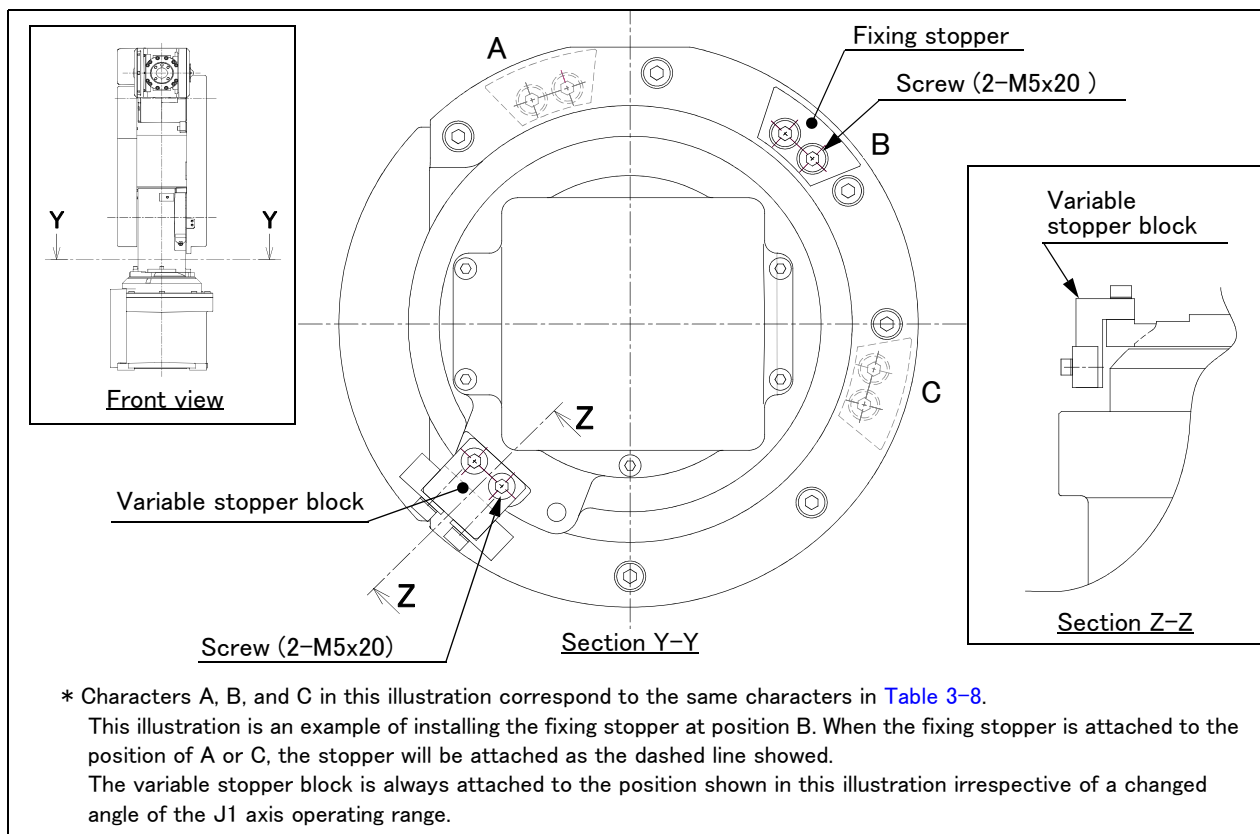 A
Fixing stopper
Screw (2-M5x20 )
B
Variable
stopper block
Y
Y
Front view
C
Z
Variable stopper block
Z
Screw (2-M5x20)
Section Y-Y
Section Z-Z
* Characters A, B, and C in this illustration correspond to the same characters in Table 3-8.
This illustration is an example of installing the fixing stopper at position B. When the fixing stopper is attached to the
position of A or C, the stopper will be attached as the dashed line showed.
The variable stopper block is always attached to the position shown in this illustration irrespective of a changed
angle of the J1 axis operating range.